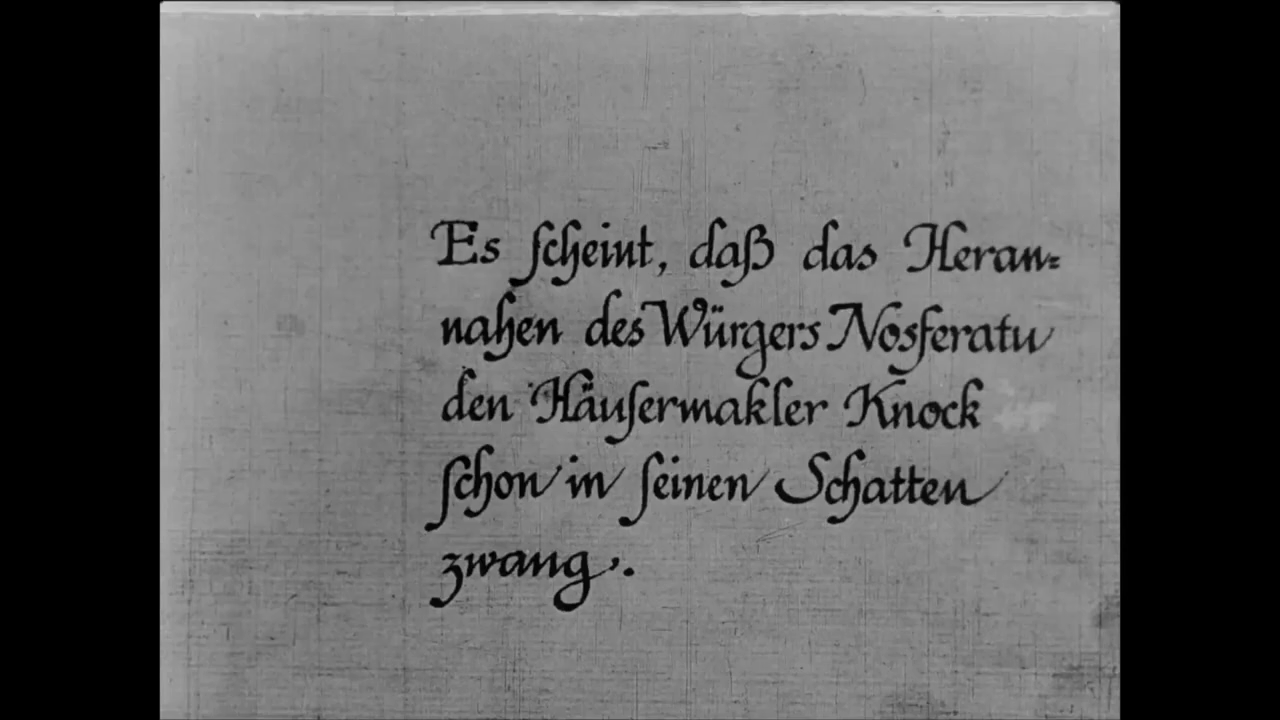 Es ſcheint, daß das Heran=
nahen des Würgers Nosferatu
den Häuſermakler Knock
ſchon in ſeinen Schatten
zwang.